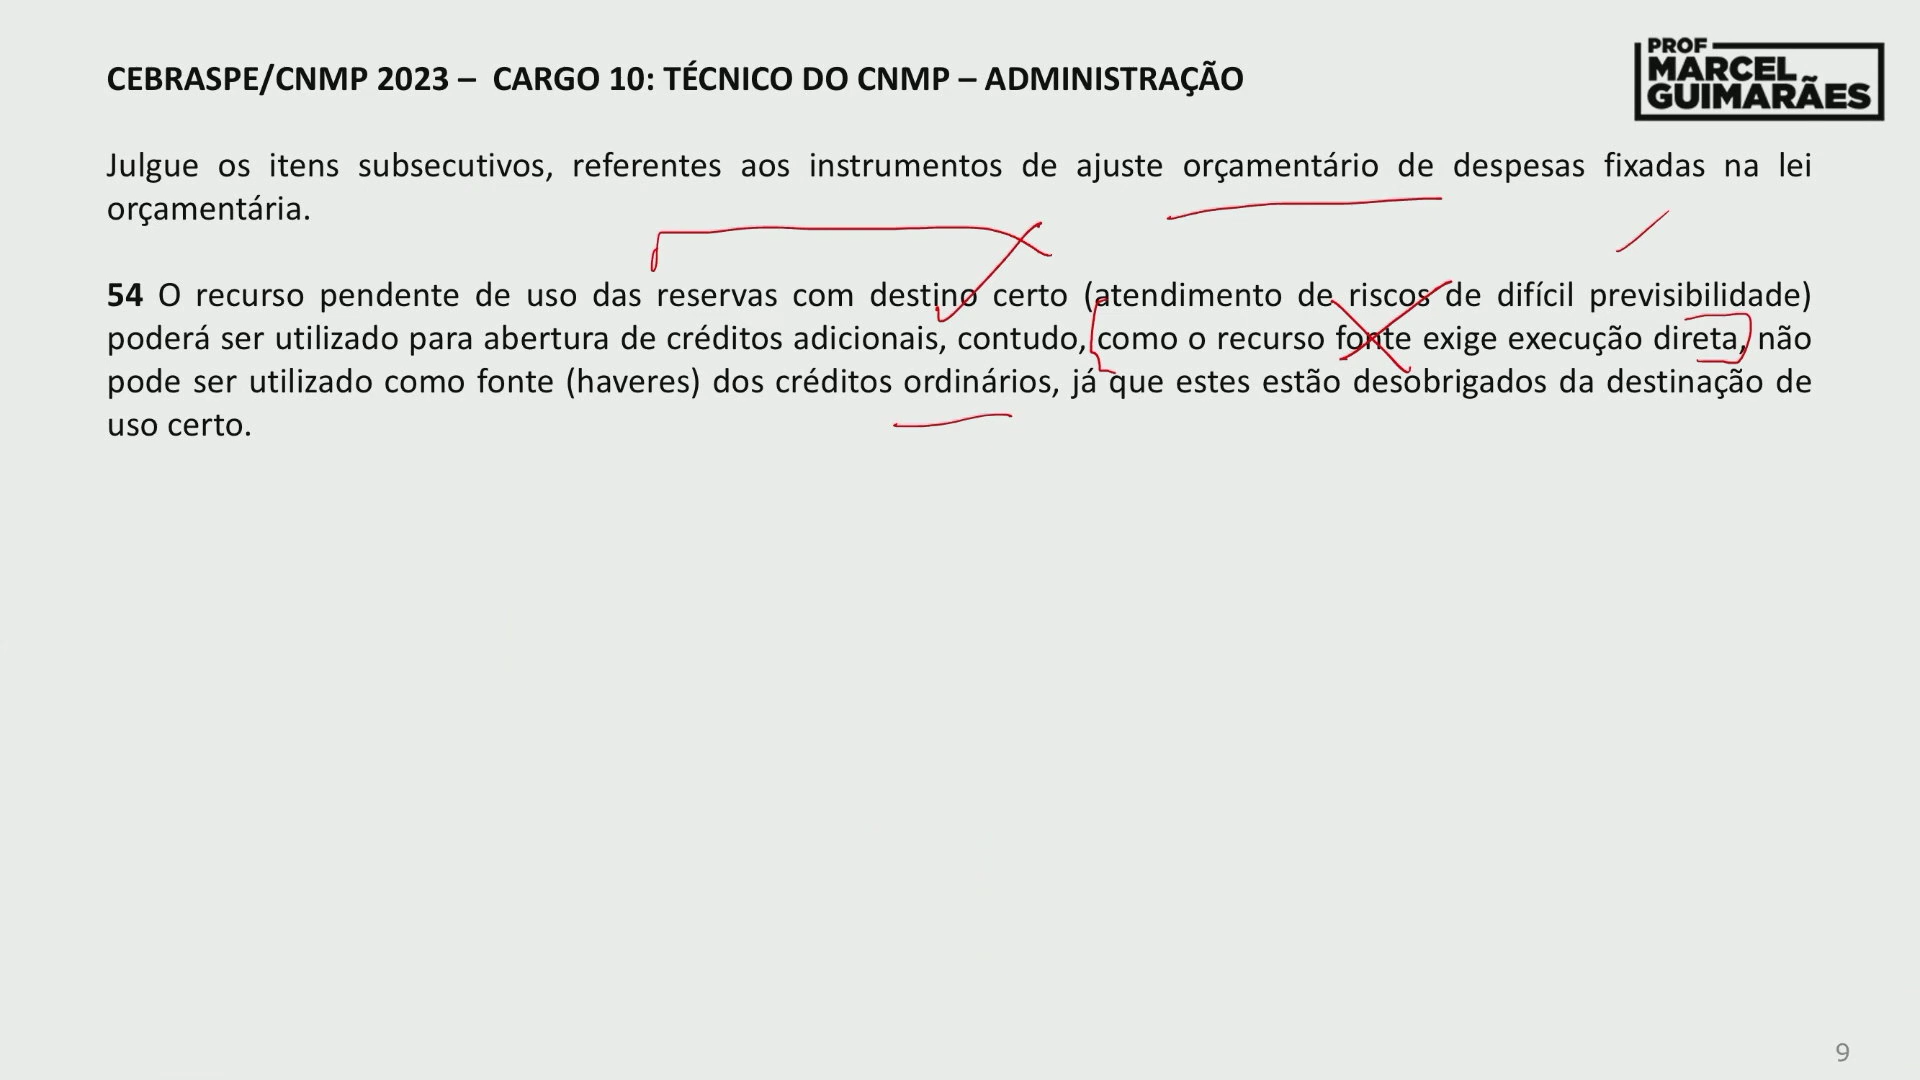 CEBRASPE/CNMP 2023 – CARGO 10: TÉCNICO DO CNMP – ADMINISTRAÇÃO
PROF
MARCEL
GUIMARÃES
Julgue os itens subsecutivos, referentes aos instrumentos de ajuste orçamentário de despesas fixadas na lei
orçamentária.
54 O recurso pendente de uso das reservas com destino certo (atendimento de riscos de difícil previsibilidade)
poderá ser utilizado para abertura de créditos adicionais, contudo, como o recurso fonte exige execução direta, não
pode ser utilizado como fonte (haveres) dos créditos ordinários, já que estes estão desobrigados da destinação de
uso certo.
9